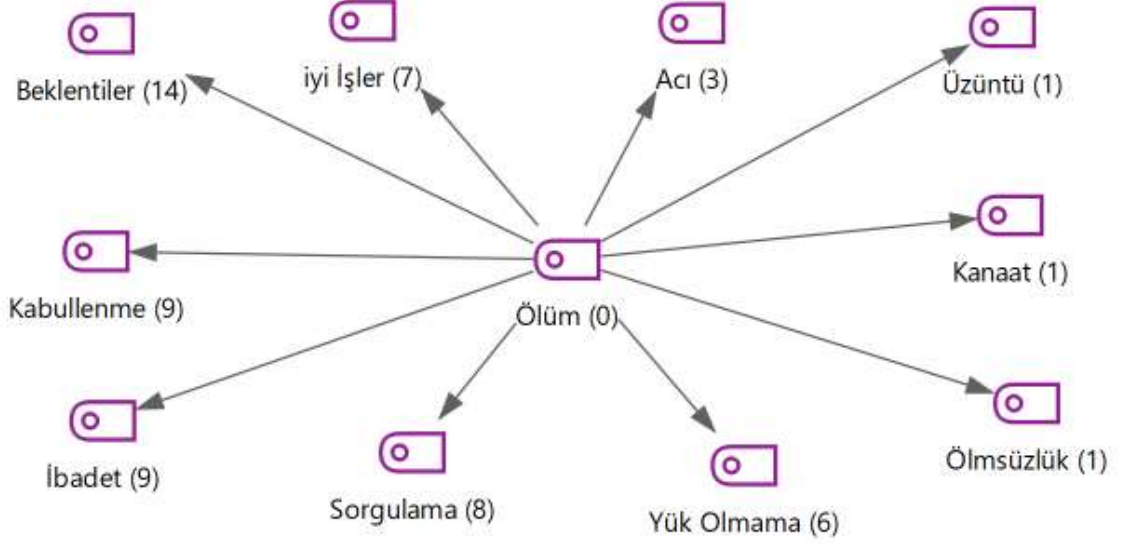 Beklentiler (14)
iyi İşler (7)
Acı (3)
Üzüntü (1)
Kabullenme (9)
Ölüm (0)
Kanaat (1)
İbadet (9)
Sorgulama (8)
Yük Olmama (6)
Ölmsüzlük (1)